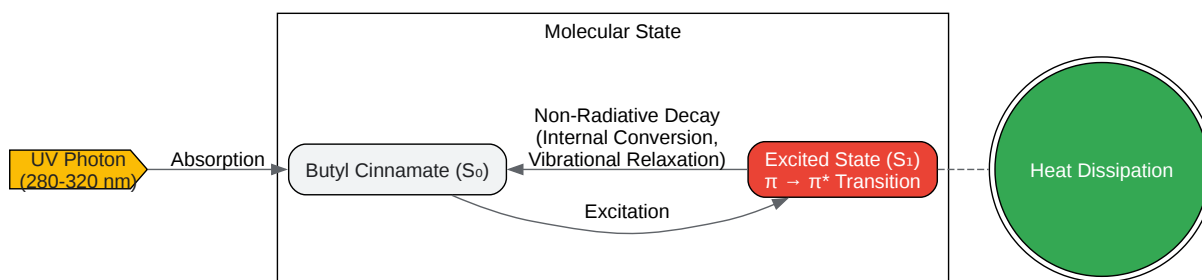 Molecular State
UV Photon
(280-320 nm)
Absorption
Butyl Cinnamate (S₀)
Non-Radiative Decay
(Internal Conversion,
Vibrational Relaxation)
Excitation
Excited State (S₁)
π → π* Transition
Heat Dissipation